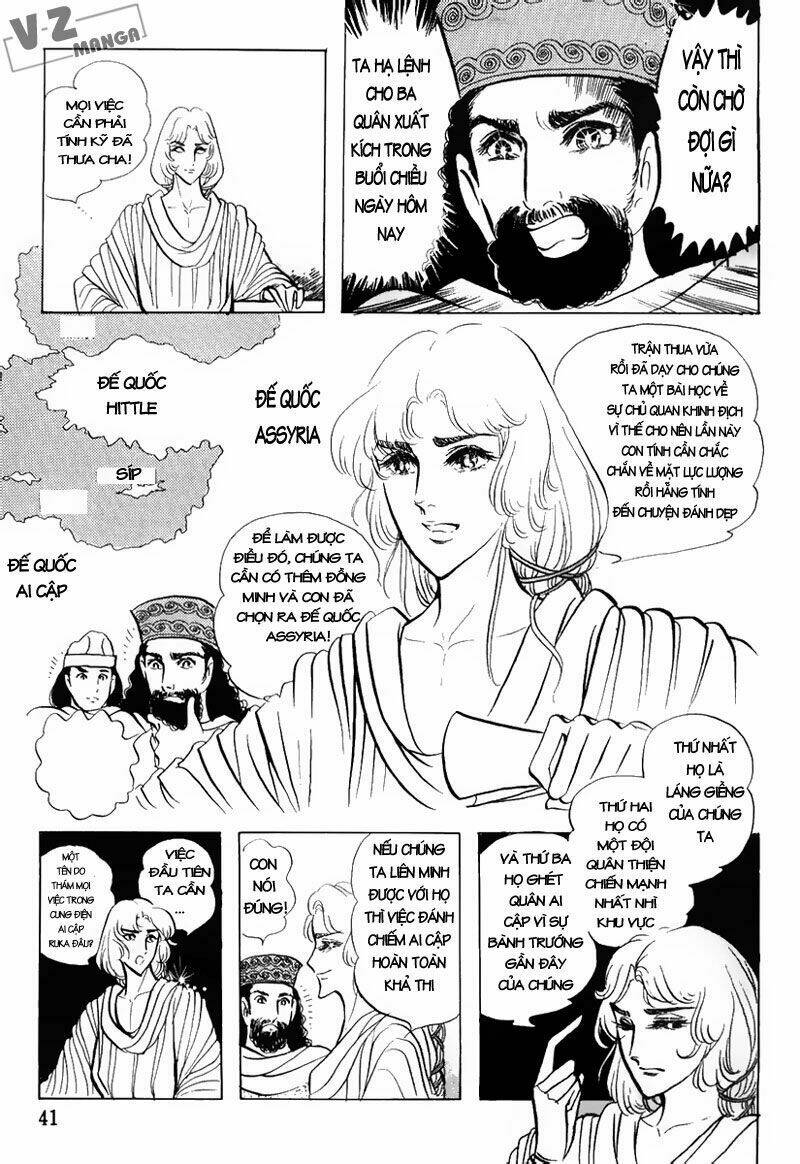 V-Z
MANGA
VẬY THÌ
CÒN CHỜ
ĐỢI GÌ
NỮA?
TA HẠ LỆNH
CHO BA
QUÂN XUẤT
KÍCH TRONG
BUỔI CHIỀU
NGÀY HÔM
NAY
MỌI VIỆC
CẦN PHẢI
TÍNH KỸ ĐÃ
THƯA CHA!
TRẬN THUA VỪA
RỒI ĐÃ DẠY CHO CHÚNG
TA MỘT BÀI HỌC VỀ
SỰ CHỦ QUAN KHINH ĐỊCH
VÌ THẾ CHO NÊN LẦN NÀY
CON TÍNH CẦN CHẮC
CHẮN VỀ MẶT LỰC LƯỢNG
RỒI HẴNG TÍNH
ĐẾN CHUYỆN ĐÁNH DẸP
ĐẾ QUỐC
HITTLE
ĐẾ QUỐC
ASSYRIA
SÍP
ĐẾ QUỐC
AI CẬP
ĐỂ LÀM ĐƯỢC
ĐIỀU ĐÓ, CHÚNG TA
CẦN CÓ THÊM ĐỒNG
MINH VÀ CON ĐÃ
CHỌN RA ĐẾ QUỐC
ASSYRIA!
THỨ NHẤT
HỌ LÀ
LÁNG GIỀNG
CỦA CHÚNG
TA
THỨ HAI
HỌ CÓ
MỘT ĐỘI
QUÂN THIỆN
CHIẾN MẠNH
NHẤT NHÌ
KHU VỰC
VÀ THỨ BA
HỌ GHÉT
QUÂN AI
CẬP VÌ SỰ
BÀNH TRƯỚNG
GẦN ĐÂY
CỦA CHÚNG
NẾU CHÚNG
TA LIÊN MINH
ĐƯỢC VỚI HỌ
THÌ VIỆC ĐÁNH
CHIẾM AI CẬP
HOÀN TOÀN
KHẢ THI
CON
NÓI
ĐÚNG!
VIỆC
ĐẦU TIÊN
TA CẦN
...
MỘT
TÊN DO
THÁM MỌI
VIỆC TRONG
CUNG ĐIỆN
AI CẬP
RUKA ĐÂU?
41